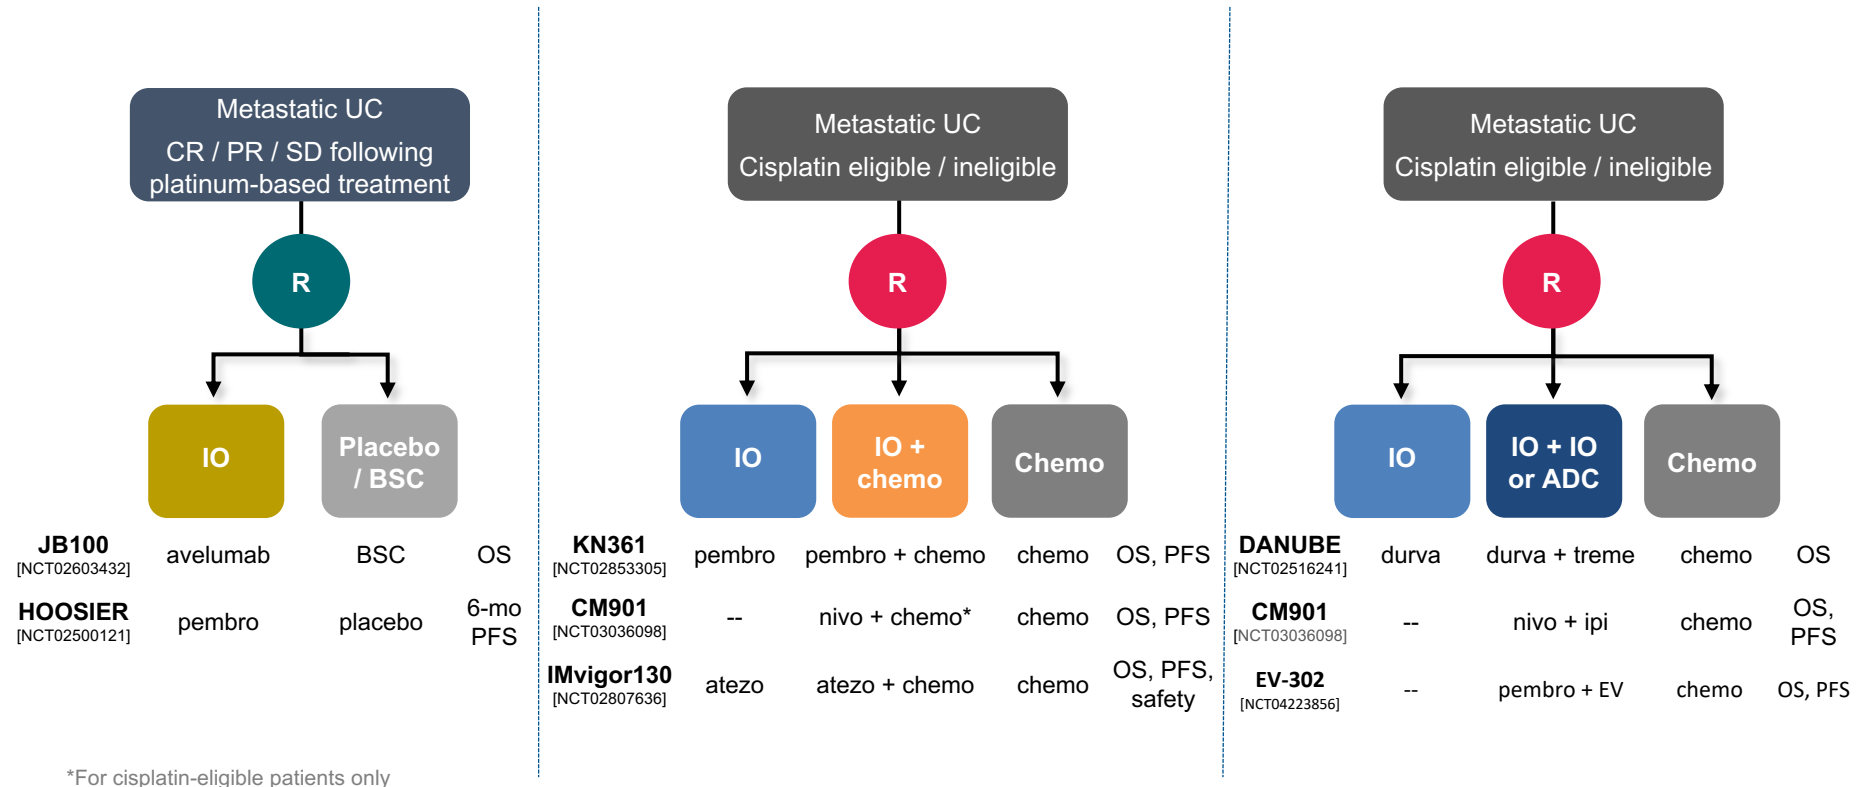 Metastatic UC
CR / PR / SD following
platinum-based treatment
R
IO
Placebo
/ BSC
JB100
[NCT02603432]
avelumab
BSC
OS
HOOSIER
[NCT02500121]
pembro
placebo
6-mo
PFS
*For cisplatin-eligible patients only
Metastatic UC
Cisplatin eligible / ineligible
R
IO
IO +
chemo
Chemo
KN361
[NCT02853305]
pembro
pembro + chemo
chemo
OS, PFS
CM901
[NCT03036098]
--
nivo + chemo*
chemo
OS, PFS
IMvigor130
[NCT02807636]
atezo
atezo + chemo
chemo
OS, PFS,
safety
Metastatic UC
Cisplatin eligible / ineligible
R
IO
IO + IO
or ADC
Chemo
DANUBE
[NCT02516241]
durva
durva + treme
chemo
OS
CM901
[NCT03036098]
--
nivo + ipi
chemo
OS,
PFS
EV-302
[NCT04223856]
--
pembro + EV
chemo
OS, PFS